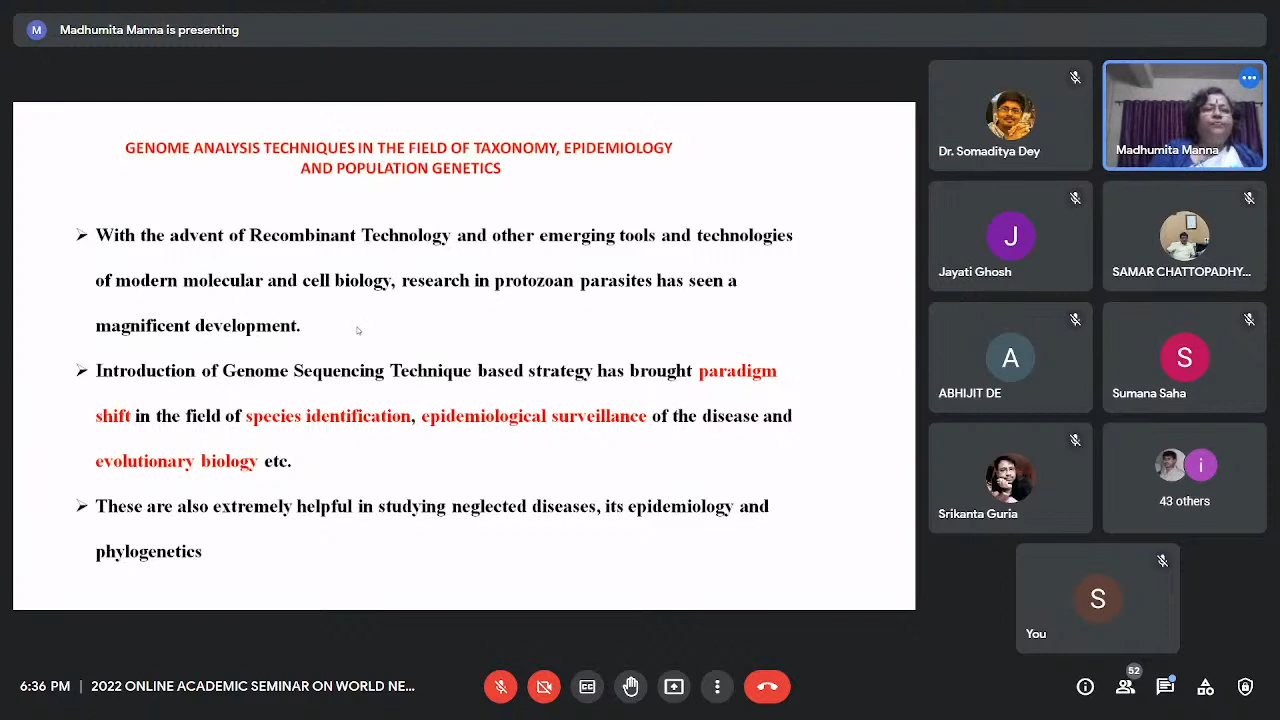 M
Madhumita Manna is presenting
GENOME ANALYSIS TECHNIQUES IN THE FIELD OF TAXONOMY, EPIDEMIOLOGY
AND POPULATION GENETICS
➢ With the advent of Recombinant Technology and other emerging tools and technologies
of modern molecular and cell biology, research in protozoan parasites has seen a
magnificent development.
➢ Introduction of Genome Sequencing Technique based strategy has brought paradigm
shift in the field of species identification, epidemiological surveillance of the disease and
evolutionary biology etc.
➢ These are also extremely helpful in studying neglected diseases, its epidemiology and
phylogenetics
Dr. Somaditya Dey
Madhumita Manna
J
Jayati Ghosh
SAMAR CHATTOPADHY...
A
ABHIJIT DE
S
Sumana Saha
Srikanta Guria
i
43 others
S
You
6:36 PM | 2022 ONLINE ACADEMIC SEMINAR ON WORLD NE...
52